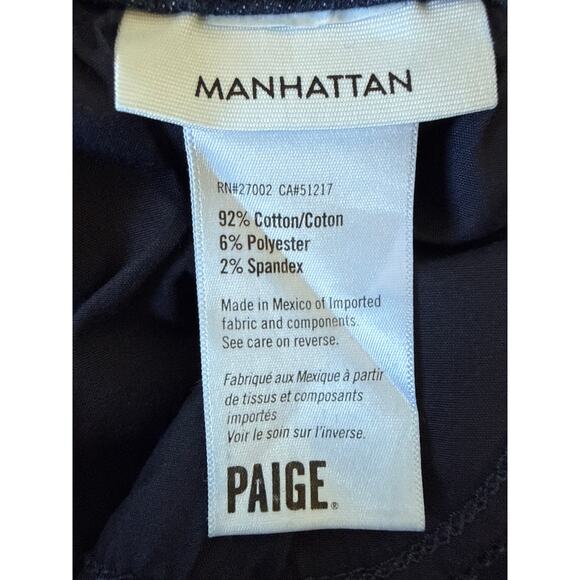 MANHATTAN
RN#27002 CA#51217
92% Cotton/Coton
6% Polyester
2% Spandex
Made in Mexico of Imported
fabric and components.
See care on reverse.
Fabriqué aux Mexique à partir
de tissus et composants
importés
Voir le soin sur l'inverse.
PAIGE®